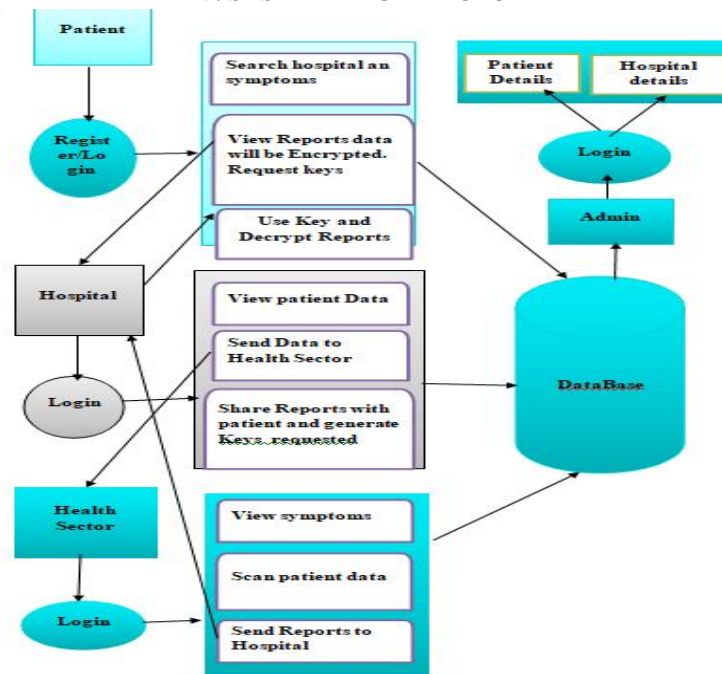 Patient
Regist
er/Lo
gin
Search hospital an
symptoms
View Reports data
will be Encrypted.
Request keys
Use Key and
Decrypt Reports
Patient
Details
Hospital
details
Login
Admin
DataBase
Hospital
Login
View patient Data
Send Data to
Health Sector
Share Reports with
patient and generate
Keys requested
Health
Sector
Login
View symptoms
Scan patient data
Send Reports to
Hospital